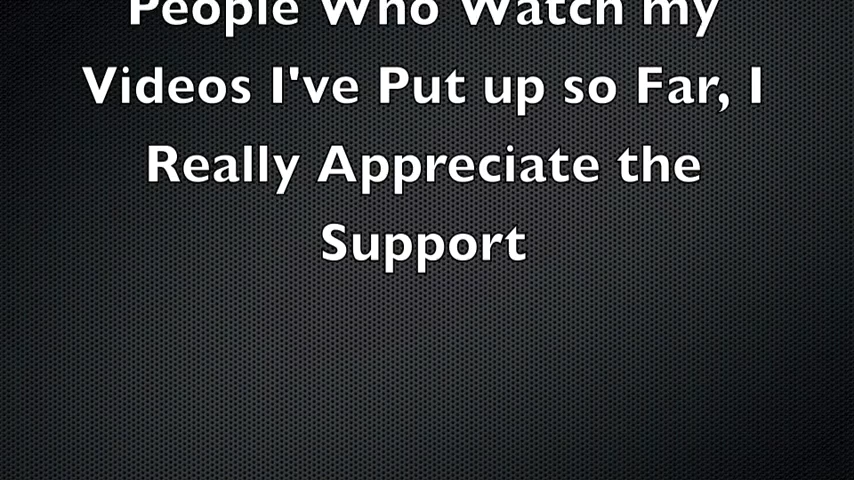 People Who Watch my
Videos I've Put up so Far, I
Really Appreciate the
Support